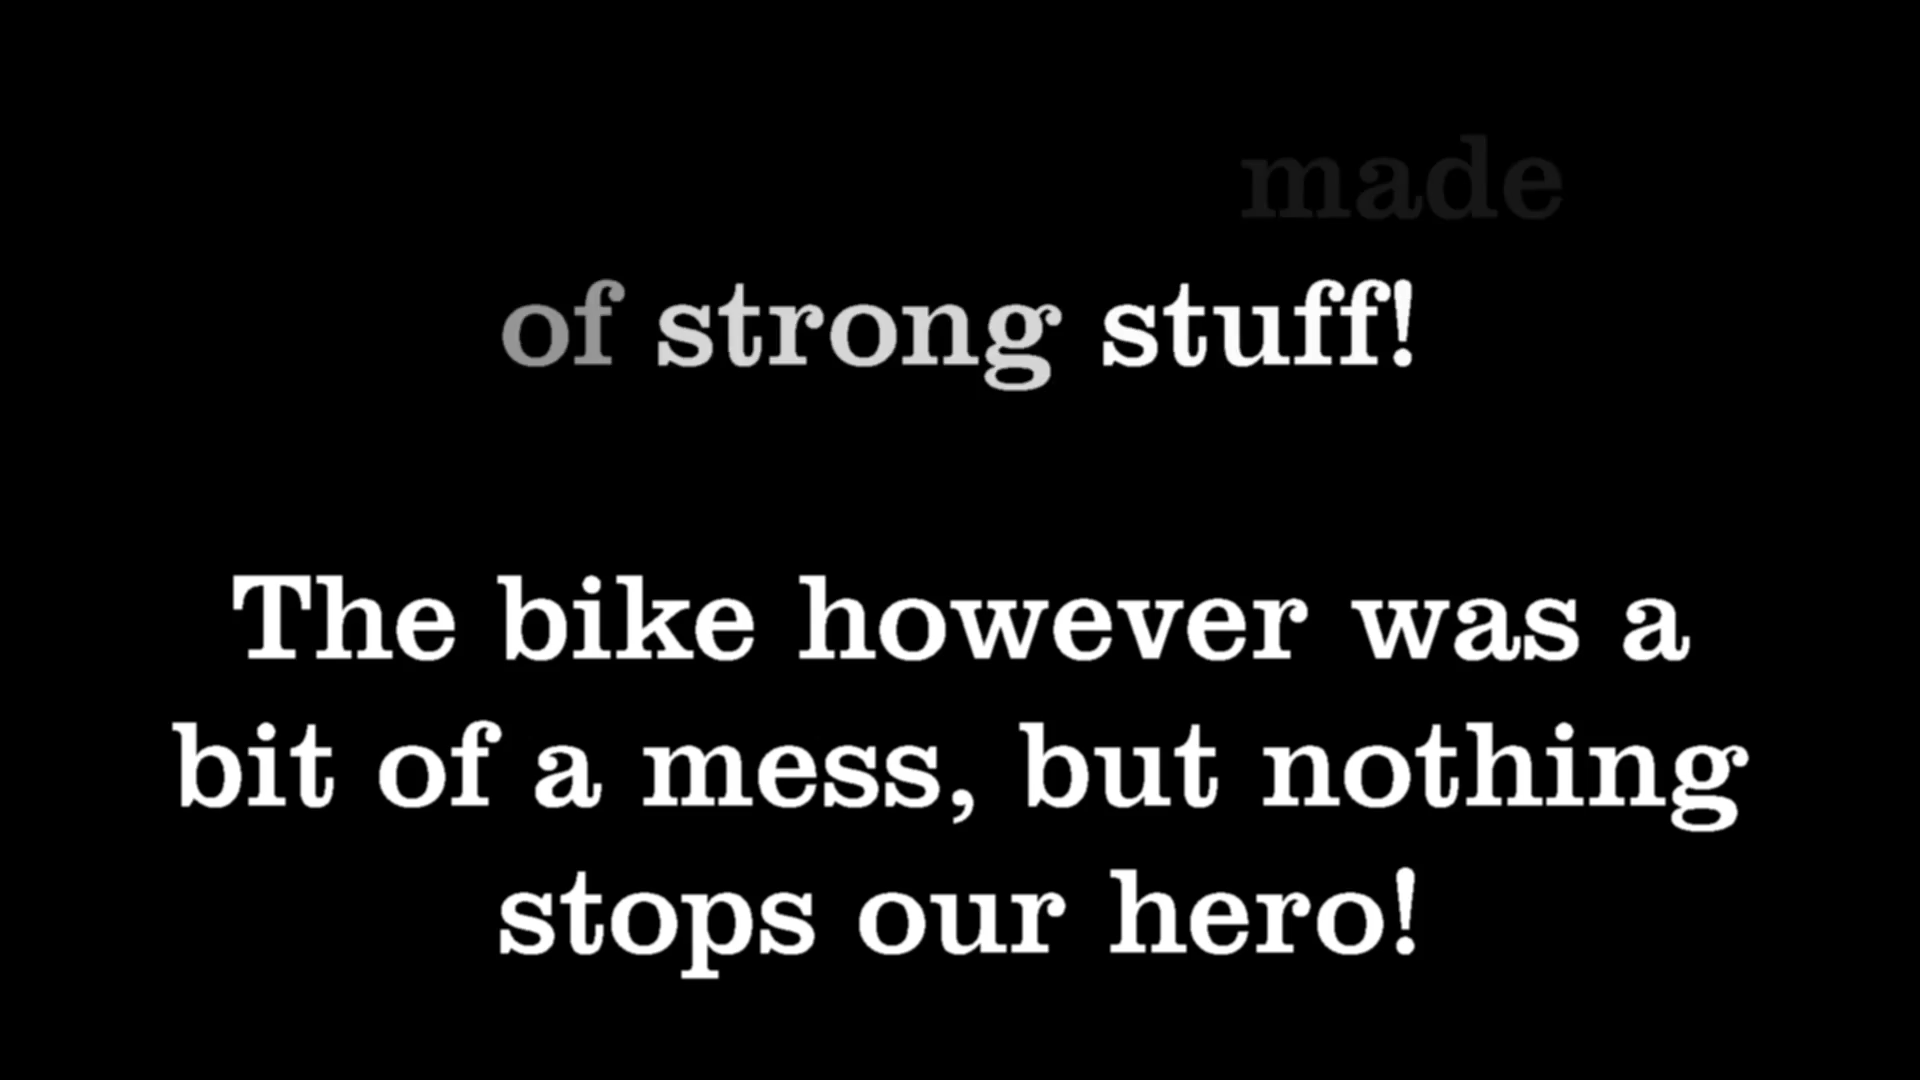 made
of strong stuff!
The bike however was a
bit of a mess, but nothing
stops our hero!